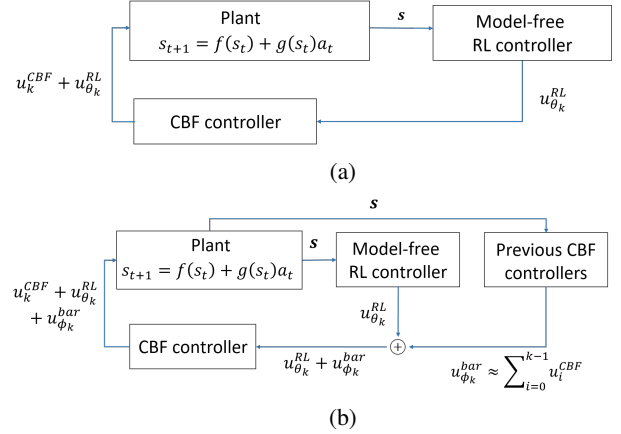 Plant
s_{t+1} = f(s_t) + g(s_t)a_t
s
Model-free
RL controller
u_k^{CBF} + u_{θ_k}^{RL}
u_{θ_k}^{RL}
CBF controller
(a)
s
Plant
s_{t+1} = f(s_t) + g(s_t)a_t
s
Model-free
RL controller
Previous CBF
controllers
u_k^{CBF} + u_{θ_k}^{RL}
+ u_{ϕ_k}^{bar}
u_{θ_k}^{RL}
+
CBF controller
u_{θ_k}^{RL} + u_{ϕ_k}^{bar}
u_{ϕ_k}^{bar} ≈ ∑_{i=0}^{k-1} u_i^{CBF}
(b)